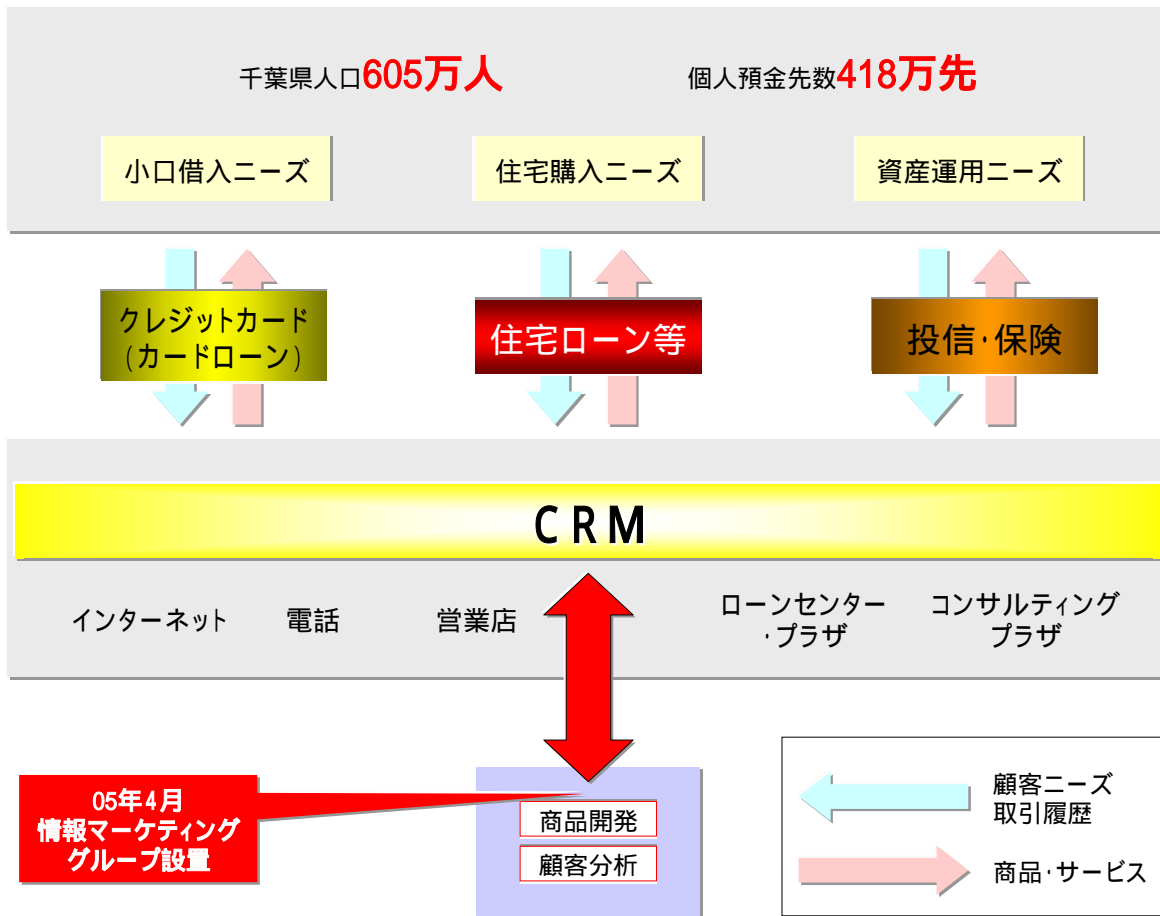 千葉県人口605万人 個人預金先数418万先
小口借入ニーズ 住宅購入ニーズ 資産運用ニーズ
クレジットカード
(カードローン)
住宅ローン等
投信・保険
CRM
インターネット 電話 営業店
ローンセンター
・プラザ
コンサルティング
プラザ
05年4月
情報マーケティング
グループ設置
商品開発
顧客分析
顧客ニーズ
取引履歴
商品・サービス